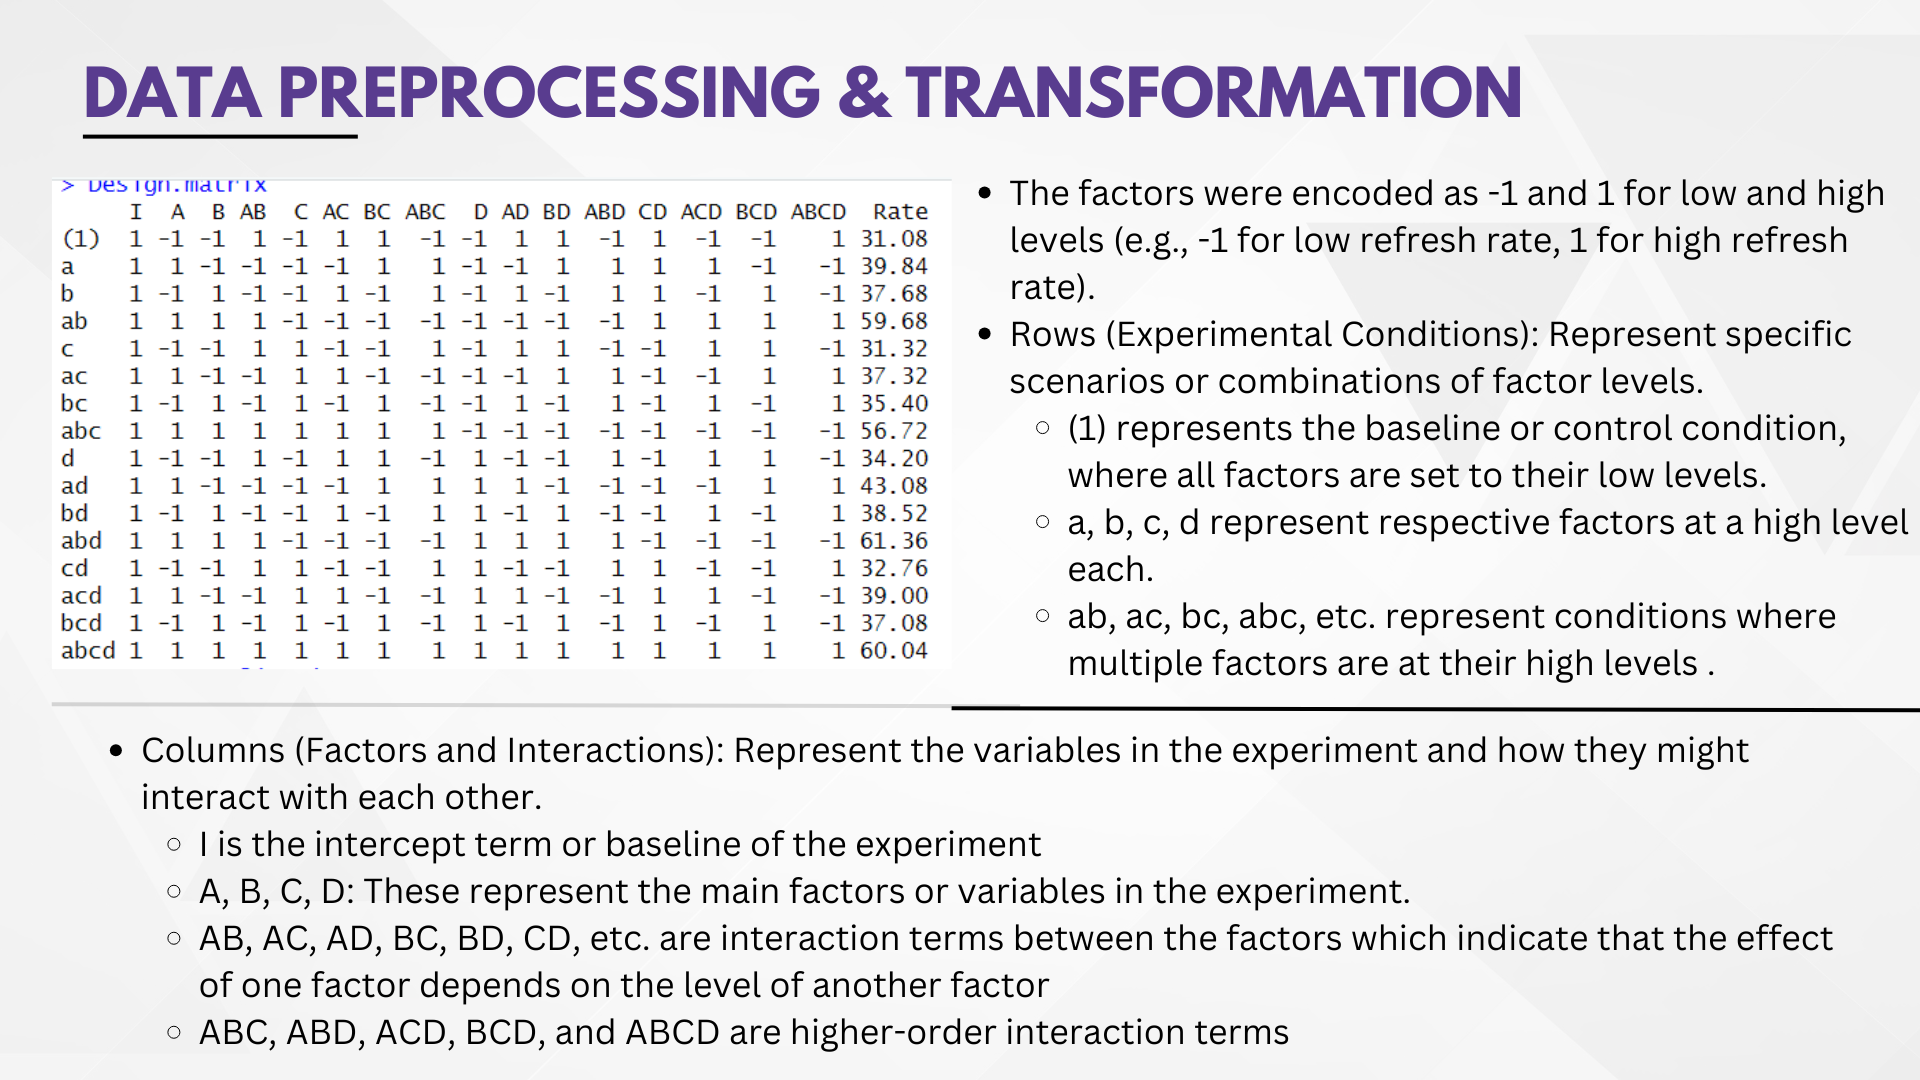 DATA PREPROCESSING & TRANSFORMATION
> Design.matrix
I A B AB C AC BC ABC D AD BD ABD CD ACD BCD ABCD Rate
(1) 1 -1 -1 1 -1 1 1 -1 -1 1 1 -1 1 -1 -1 1 31.08
a 1 1 -1 -1 -1 -1 1 1 -1 -1 1 1 1 1 -1 -1 39.84
b 1 -1 1 -1 -1 1 -1 1 -1 1 -1 1 1 -1 1 -1 37.68
ab 1 1 1 1 -1 -1 -1 -1 -1 -1 -1 -1 1 1 1 1 59.68
c 1 -1 -1 1 1 -1 -1 1 -1 1 1 -1 -1 1 1 -1 31.32
ac 1 1 -1 -1 1 1 -1 -1 -1 -1 1 1 -1 -1 1 1 37.32
bc 1 -1 1 -1 1 -1 1 -1 -1 1 -1 1 -1 1 -1 1 35.40
abc 1 1 1 1 1 1 1 1 -1 -1 -1 -1 -1 -1 -1 -1 56.72
d 1 -1 -1 1 -1 1 1 -1 1 -1 -1 1 -1 1 1 -1 34.20
ad 1 1 -1 -1 -1 -1 1 1 1 1 -1 -1 -1 -1 1 1 43.08
bd 1 -1 1 -1 -1 1 -1 1 1 -1 1 -1 -1 1 -1 1 38.52
abd 1 1 1 1 -1 -1 -1 -1 1 1 1 1 -1 -1 -1 -1 61.36
cd 1 -1 -1 1 1 -1 -1 1 1 -1 -1 1 1 -1 -1 1 32.76
acd 1 1 -1 -1 1 1 -1 -1 1 1 -1 -1 1 1 -1 -1 39.00
bcd 1 -1 1 -1 1 -1 1 -1 1 -1 1 -1 1 -1 1 -1 37.08
abcd 1 1 1 1 1 1 1 1 1 1 1 1 1 1 1 1 60.04
• The factors were encoded as -1 and 1 for low and high
levels (e.g., -1 for low refresh rate, 1 for high refresh
rate).
• Rows (Experimental Conditions): Represent specific
scenarios or combinations of factor levels.
○ (1) represents the baseline or control condition,
where all factors are set to their low levels.
○ a, b, c, d represent respective factors at a high level
each.
○ ab, ac, bc, abc, etc. represent conditions where
multiple factors are at their high levels .
• Columns (Factors and Interactions): Represent the variables in the experiment and how they might
interact with each other.
○ I is the intercept term or baseline of the experiment
○ A, B, C, D: These represent the main factors or variables in the experiment.
○ AB, AC, AD, BC, BD, CD, etc. are interaction terms between the factors which indicate that the effect
of one factor depends on the level of another factor
○ ABC, ABD, ACD, BCD, and ABCD are higher-order interaction terms